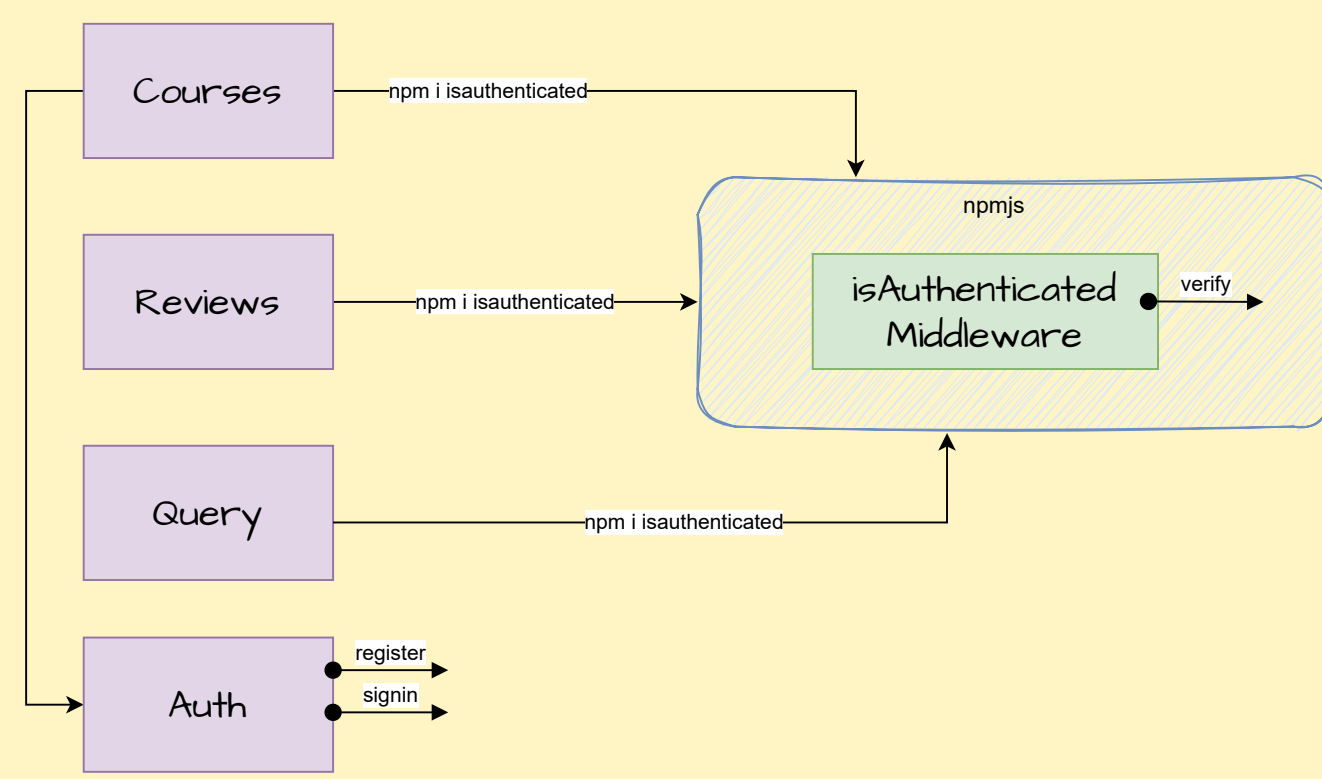 Courses
npm i isauthenticated
npmjs
Reviews
npm i isauthenticated
isAuthenticated
Middleware
verify
Query
npm i isauthenticated
Auth
register
signin